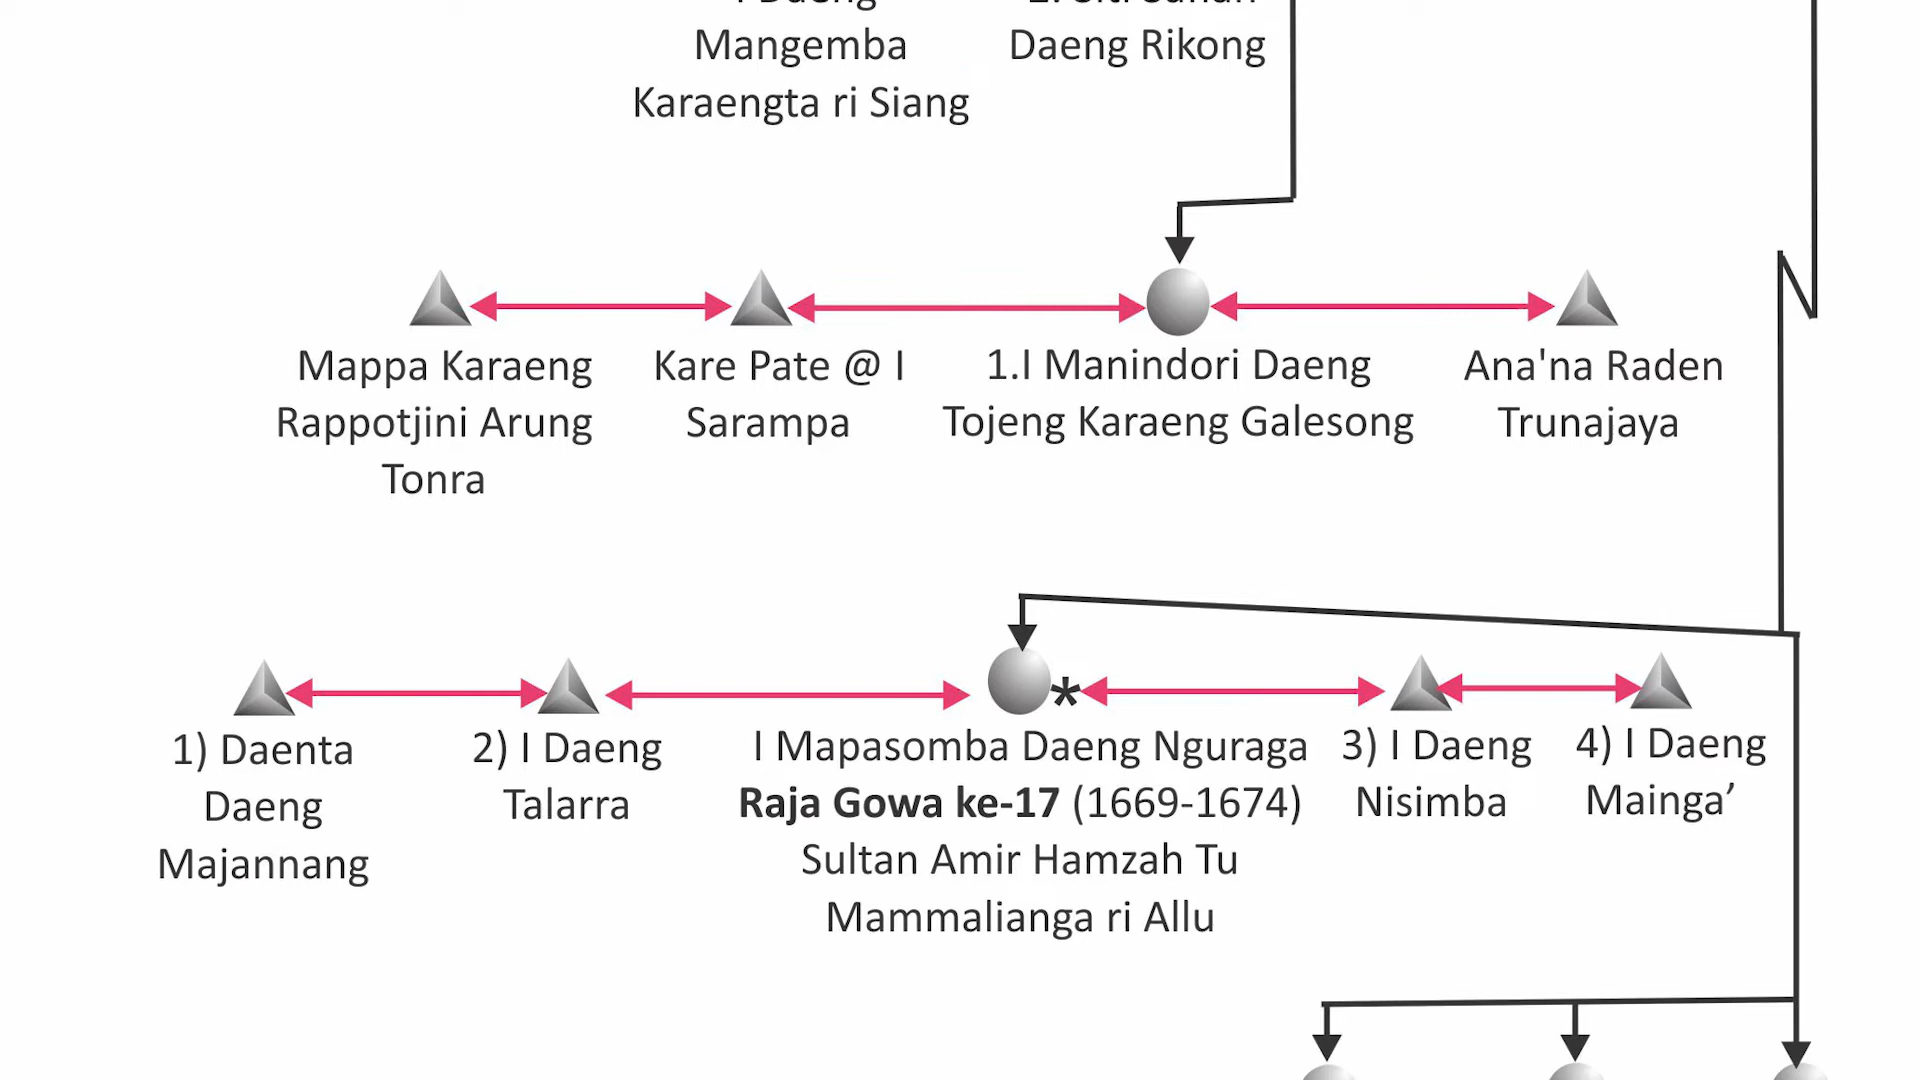 Mangemba
Karaengta ri Siang
Daeng Rikong
Mappa Karaeng
Rappotjini Arung
Tonra
Kare Pate @ I
Sarampa
1.I Manindori Daeng
Tojeng Karaeng Galesong
Ana'na Raden
Trunajaya
1) Daenta
Daeng
Majannang
2) I Daeng
Talarra
I Mapasomba Daeng Nguraga
Raja Gowa ke-17 (1669-1674)
Sultan Amir Hamzah Tu
Mammalianga ri Allu
*
3) I Daeng
Nisimba
4) I Daeng
Mainga’